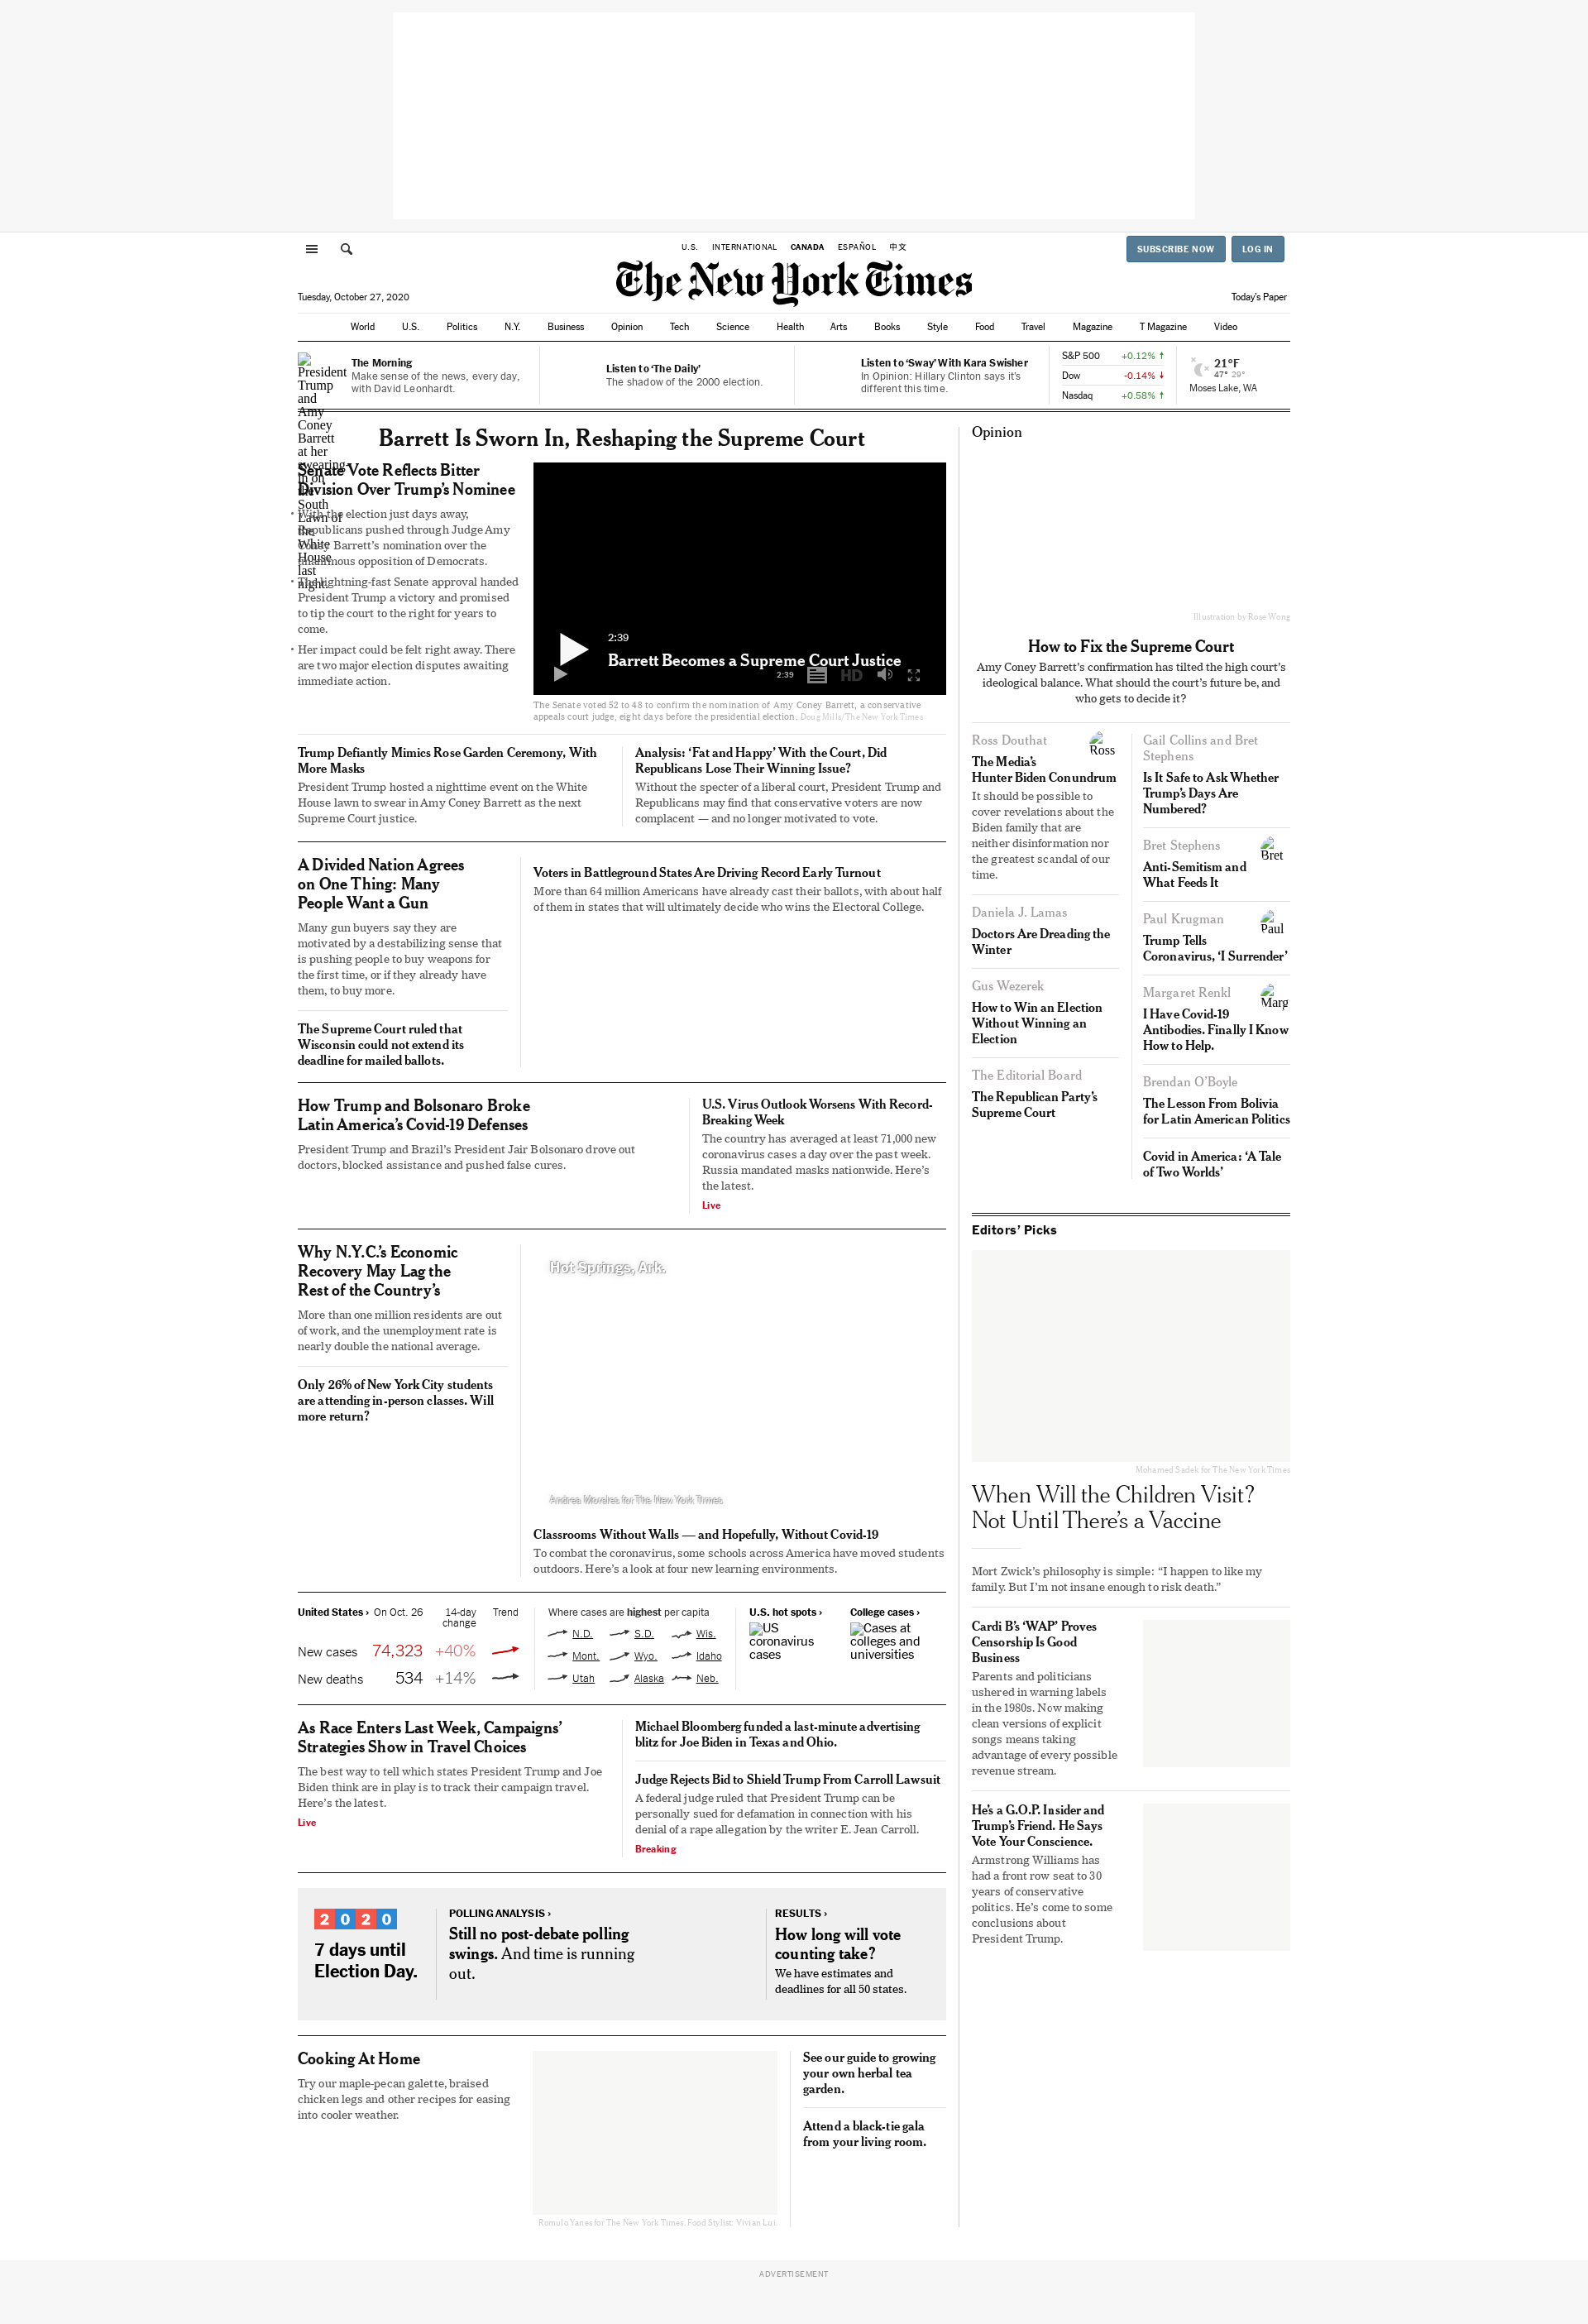 U.S. INTERNATIONAL CANADA ESPAÑOL 中文
SUBSCRIBE NOW LOG IN
The New York Times
Tuesday, October 27, 2020
Today's Paper
World U.S. Politics N.Y. Business Opinion Tech Science Health Arts Books Style Food Travel Magazine T Magazine Video
President
Trump
and
Amy
Coney
Barrett
at her
swearing-
in on
the
South
Lawn of
the
White
House
last
night.
The Morning
Make sense of the news, every day,
with David Leonhardt.
Listen to ‘The Daily’
The shadow of the 2000 election.
Listen to ‘Sway’ With Kara Swisher
In Opinion: Hillary Clinton says it’s
different this time.
S&P 500 +0.12% ↑
Dow -0.14% ↓
Nasdaq +0.58% ↑
21°F
47° 29°
Moses Lake, WA
Barrett Is Sworn In, Reshaping the Supreme Court
Senate Vote Reflects Bitter
Division Over Trump’s Nominee
• With the election just days away,
Republicans pushed through Judge Amy
Coney Barrett’s nomination over the
unanimous opposition of Democrats.
• The lightning-fast Senate approval handed
President Trump a victory and promised
to tip the court to the right for years to
come.
• Her impact could be felt right away. There
are two major election disputes awaiting
immediate action.
2:39
Barrett Becomes a Supreme Court Justice
2:39 HD
The Senate voted 52 to 48 to confirm the nomination of Amy Coney Barrett, a conservative
appeals court judge, eight days before the presidential election. Doug Mills/The New York Times
Trump Defiantly Mimics Rose Garden Ceremony, With
More Masks
President Trump hosted a nighttime event on the White
House lawn to swear in Amy Coney Barrett as the next
Supreme Court justice.
Analysis: ‘Fat and Happy’ With the Court, Did
Republicans Lose Their Winning Issue?
Without the specter of a liberal court, President Trump and
Republicans may find that conservative voters are now
complacent — and no longer motivated to vote.
A Divided Nation Agrees
on One Thing: Many
People Want a Gun
Many gun buyers say they are
motivated by a destabilizing sense that
is pushing people to buy weapons for
the first time, or if they already have
them, to buy more.
The Supreme Court ruled that
Wisconsin could not extend its
deadline for mailed ballots.
Voters in Battleground States Are Driving Record Early Turnout
More than 64 million Americans have already cast their ballots, with about half
of them in states that will ultimately decide who wins the Electoral College.
How Trump and Bolsonaro Broke
Latin America’s Covid-19 Defenses
President Trump and Brazil’s President Jair Bolsonaro drove out
doctors, blocked assistance and pushed false cures.
U.S. Virus Outlook Worsens With Record-
Breaking Week
The country has averaged at least 71,000 new
coronavirus cases a day over the past week.
Russia mandated masks nationwide. Here’s
the latest.
Live
Why N.Y.C.’s Economic
Recovery May Lag the
Rest of the Country’s
More than one million residents are out
of work, and the unemployment rate is
nearly double the national average.
Only 26% of New York City students
are attending in-person classes. Will
more return?
Hot Springs, Ark.
Andrea Morales for The New York Times
Classrooms Without Walls — and Hopefully, Without Covid-19
To combat the coronavirus, some schools across America have moved students
outdoors. Here’s a look at four new learning environments.
United States › On Oct. 26 14-day
change Trend
New cases 74,323 +40%
New deaths 534 +14%
Where cases are highest per capita
N.D. S.D. Wis.
Mont. Wyo. Idaho
Utah Alaska Neb.
U.S. hot spots ›
US
coronavirus
cases
College cases ›
Cases at
colleges and
universities
As Race Enters Last Week, Campaigns’
Strategies Show in Travel Choices
The best way to tell which states President Trump and Joe
Biden think are in play is to track their campaign travel.
Here’s the latest.
Live
Michael Bloomberg funded a last-minute advertising
blitz for Joe Biden in Texas and Ohio.
Judge Rejects Bid to Shield Trump From Carroll Lawsuit
A federal judge ruled that President Trump can be
personally sued for defamation in connection with his
denial of a rape allegation by the writer E. Jean Carroll.
Breaking
2020
7 days until
Election Day.
POLLING ANALYSIS ›
Still no post-debate polling
swings. And time is running
out.
RESULTS ›
How long will vote
counting take?
We have estimates and
deadlines for all 50 states.
Cooking At Home
Try our maple-pecan galette, braised
chicken legs and other recipes for easing
into cooler weather.
Romulo Yanes for The New York Times. Food Stylist: Vivian Lui.
See our guide to growing
your own herbal tea
garden.
Attend a black-tie gala
from your living room.
Opinion
Illustration by Rose Wong
How to Fix the Supreme Court
Amy Coney Barrett’s confirmation has tilted the high court’s
ideological balance. What should the court’s future be, and
who gets to decide it?
Ross Douthat
Ross
The Media’s
Hunter Biden Conundrum
It should be possible to
cover revelations about the
Biden family that are
neither disinformation nor
the greatest scandal of our
time.
Daniela J. Lamas
Doctors Are Dreading the
Winter
Gus Wezerek
How to Win an Election
Without Winning an
Election
The Editorial Board
The Republican Party’s
Supreme Court
Gail Collins and Bret
Stephens
Is It Safe to Ask Whether
Trump’s Days Are
Numbered?
Bret Stephens
Bret
Anti-Semitism and
What Feeds It
Paul Krugman
Paul
Trump Tells
Coronavirus, ‘I Surrender’
Margaret Renkl
Marg
I Have Covid-19
Antibodies. Finally I Know
How to Help.
Brendan O’Boyle
The Lesson From Bolivia
for Latin American Politics
Covid in America: ‘A Tale
of Two Worlds’
Editors’ Picks
Mohamed Sadek for The New York Times
When Will the Children Visit?
Not Until There’s a Vaccine
Mort Zwick’s philosophy is simple: “I happen to like my
family. But I’m not insane enough to risk death.”
Cardi B’s ‘WAP’ Proves
Censorship Is Good
Business
Parents and politicians
ushered in warning labels
in the 1980s. Now making
clean versions of explicit
songs means taking
advantage of every possible
revenue stream.
He’s a G.O.P. Insider and
Trump’s Friend. He Says
Vote Your Conscience.
Armstrong Williams has
had a front row seat to 30
years of conservative
politics. He’s come to some
conclusions about
President Trump.
ADVERTISEMENT